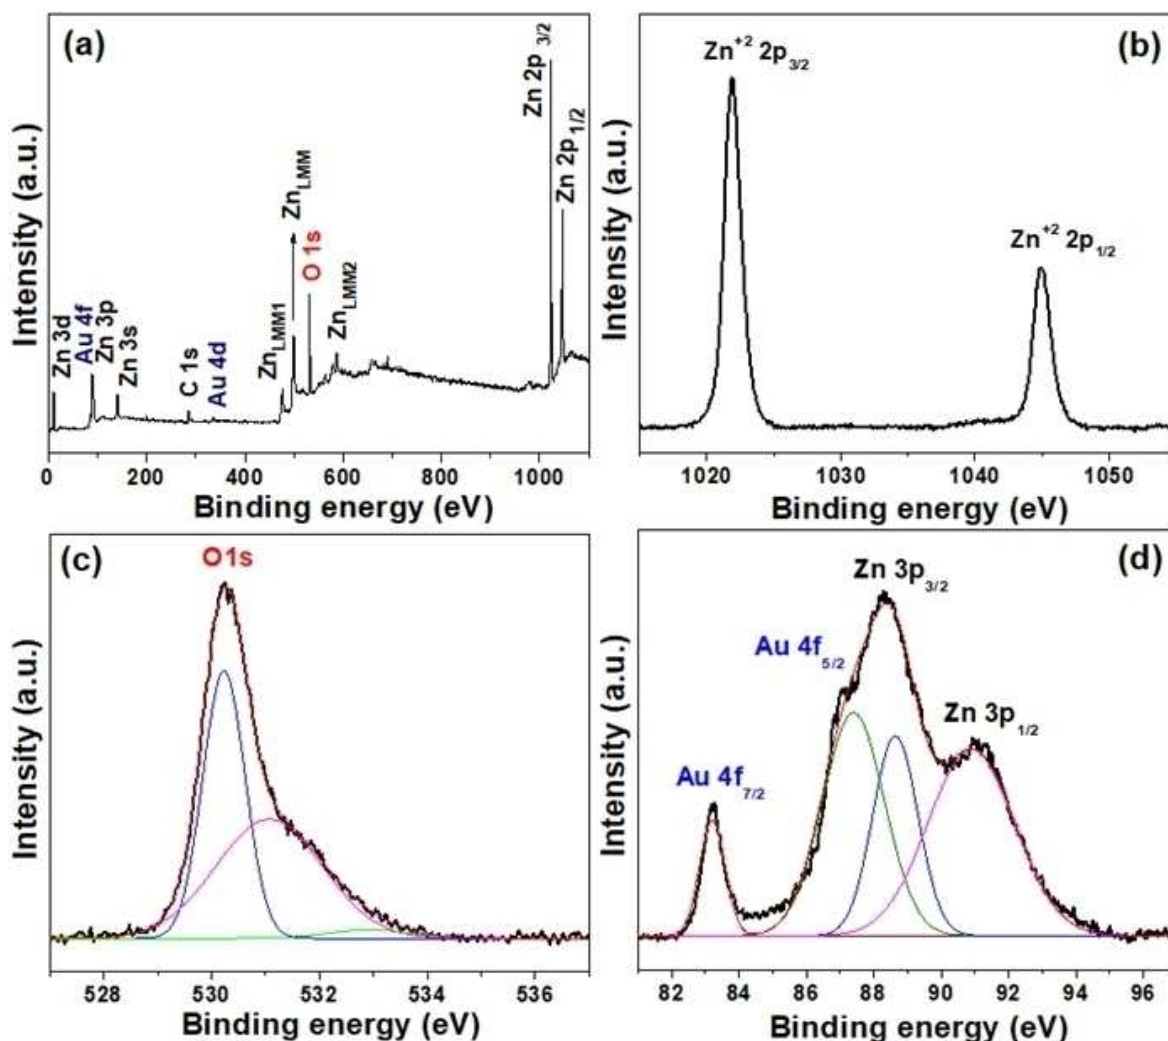 (a)
Intensity (a.u.)
Zn 3d
Au 4f
Zn 3p
Zn 3s
C 1s
Au 4d
Zn LMM1
Zn LMM
O 1s
Zn LMM2
Zn 2p 3/2
Zn 2p 1/2
0 200 400 600 800 1000
Binding energy (eV)
(b)
Intensity (a.u.)
Zn+2 2p3/2
Zn+2 2p1/2
1020 1030 1040 1050
Binding energy (eV)
(c)
Intensity (a.u.)
O1s
528 530 532 534 536
Binding energy (eV)
(d)
Intensity (a.u.)
Au 4f7/2
Au 4f5/2
Zn 3p3/2
Zn 3p1/2
82 84 86 88 90 92 94 96
Binding energy (eV)